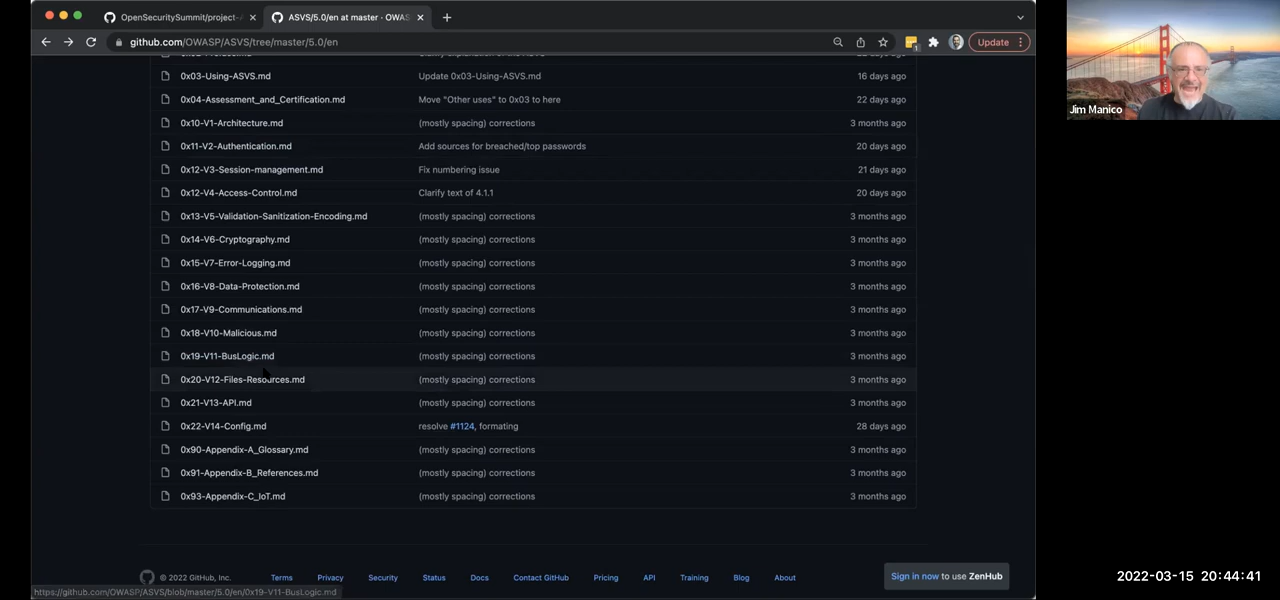 OpenSecuritySummit/project-
ASVS/5.0/en at master · OWAS
github.com/OWASP/ASVS/tree/master/5.0/en
Update
0x03-Using-ASVS.md Update 0x03-Using-ASVS.md 16 days ago
0x04-Assessment_and_Certification.md Move "Other uses" to 0x03 to here 22 days ago
0x10-V1-Architecture.md (mostly spacing) corrections 3 months ago
0x11-V2-Authentication.md Add sources for breached/top passwords 20 days ago
0x12-V3-Session-management.md Fix numbering issue 21 days ago
0x12-V4-Access-Control.md Clarify text of 4.1.1 20 days ago
0x13-V5-Validation-Sanitization-Encoding.md (mostly spacing) corrections 3 months ago
0x14-V6-Cryptography.md (mostly spacing) corrections 3 months ago
0x15-V7-Error-Logging.md (mostly spacing) corrections 3 months ago
0x16-V8-Data-Protection.md (mostly spacing) corrections 3 months ago
0x17-V9-Communications.md (mostly spacing) corrections 3 months ago
0x18-V10-Malicious.md (mostly spacing) corrections 3 months ago
0x19-V11-BusLogic.md (mostly spacing) corrections 3 months ago
0x20-V12-Files-Resources.md (mostly spacing) corrections 3 months ago
0x21-V13-API.md (mostly spacing) corrections 3 months ago
0x22-V14-Config.md resolve #1124, formating 28 days ago
0x90-Appendix-A_Glossary.md (mostly spacing) corrections 3 months ago
0x91-Appendix-B_References.md (mostly spacing) corrections 3 months ago
0x93-Appendix-C_IoT.md (mostly spacing) corrections 3 months ago
© 2022 GitHub, Inc. Terms Privacy Security Status Docs Contact GitHub Pricing API Training Blog About
Sign in now to use ZenHub
https://github.com/OWASP/ASVS/blob/master/5.0/en/0x19-V11-BusLogic.md
Jim Manico
2022-03-15 20:44:41